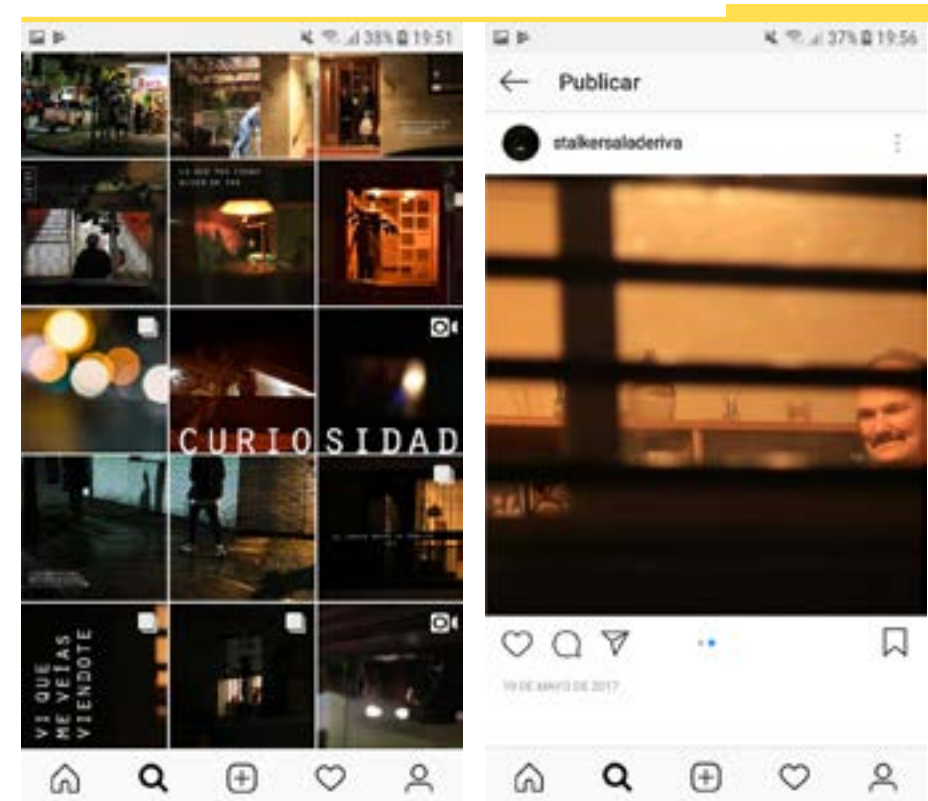 38% 19:51
CURIOSIDAD
VI QUE
ME VEÍAS
VIENDOTE
37% 19:56
Publicar
stalkersaladeriva
19 DE MAYO DE 2017